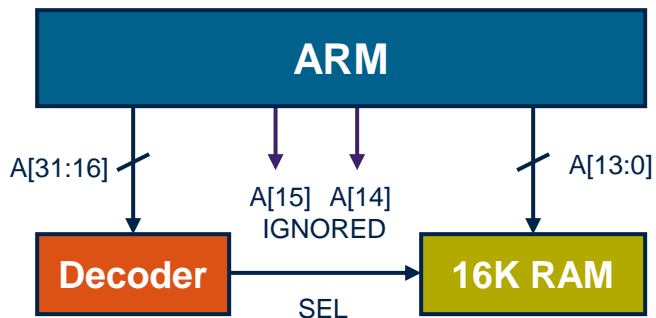 ARM
A[31:16]
A[13:0]
A[15] A[14]
IGNORED
Decoder
16K RAM
SEL